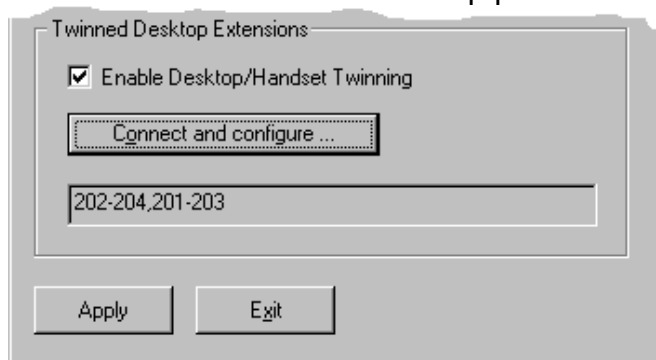 Twinned Desktop Extensions
Enable Desktop/Handset Twinning
Connect and configure ...
202-204,201-203
Apply Exit